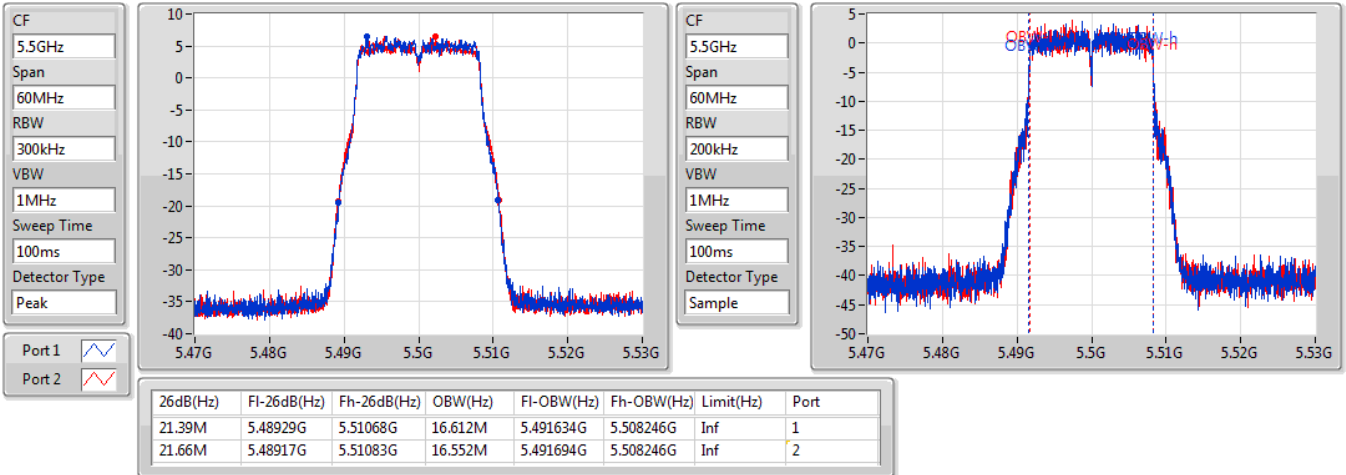 CF
5.5GHz
Span
60MHz
RBW
300kHz
VBW
1MHz
Sweep Time
100ms
Detector Type
Peak
Port 1
Port 2
10-
5-
0-
-5-
-10-
-15-
-20-
-25-
-30-
-35-
-40-
5.47G 5.48G 5.49G 5.5G 5.51G 5.52G 5.53G
CF
5.5GHz
Span
60MHz
RBW
200kHz
VBW
1MHz
Sweep Time
100ms
Detector Type
Sample
5-
0-
-5-
-10-
-15-
-20-
-25-
-30-
-35-
-40-
-45-
-50-
5.47G 5.48G 5.49G 5.5G 5.51G 5.52G 5.53G
26dB(Hz) Fl-26dB(Hz) Fh-26dB(Hz) OBW(Hz) Fl-OBW(Hz) Fh-OBW(Hz) Limit(Hz) Port
21.39M 5.48929G 5.51068G 16.612M 5.491634G 5.508246G Inf 1
21.66M 5.48917G 5.51083G 16.552M 5.491694G 5.508246G Inf 2